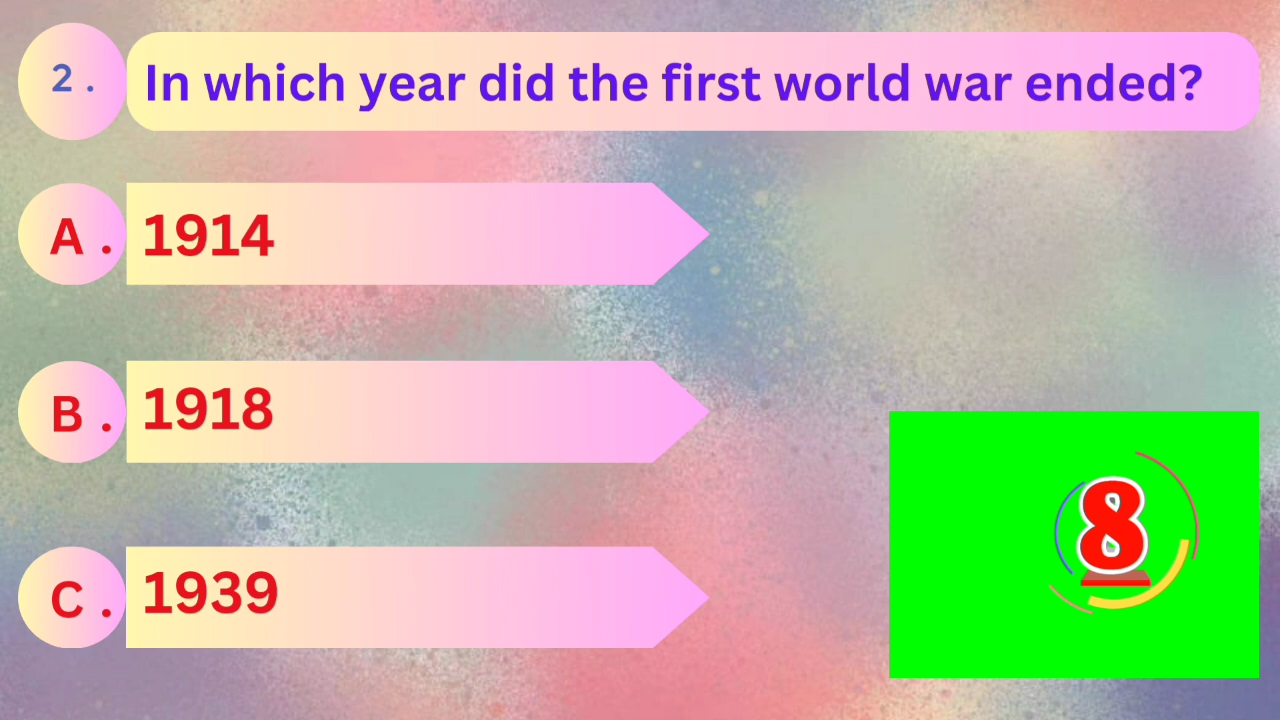 2 . In which year did the first world war ended?
A . 1914
B . 1918
C . 1939
8